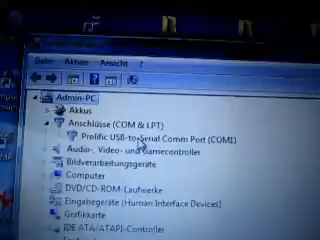 Datei Aktion Ansicht ?
Admin-PC
Akkus
Anschlüsse (COM & LPT)
Prolific USB-to-Serial Comm Port (COM1)
Audio-, Video- und Gamecontroller
Bildverarbeitungsgeräte
Computer
DVD/CD-ROM-Laufwerke
Eingabegeräte (Human Interface Devices)
Grafikkarte
IDE ATA/ATAPI-Controller